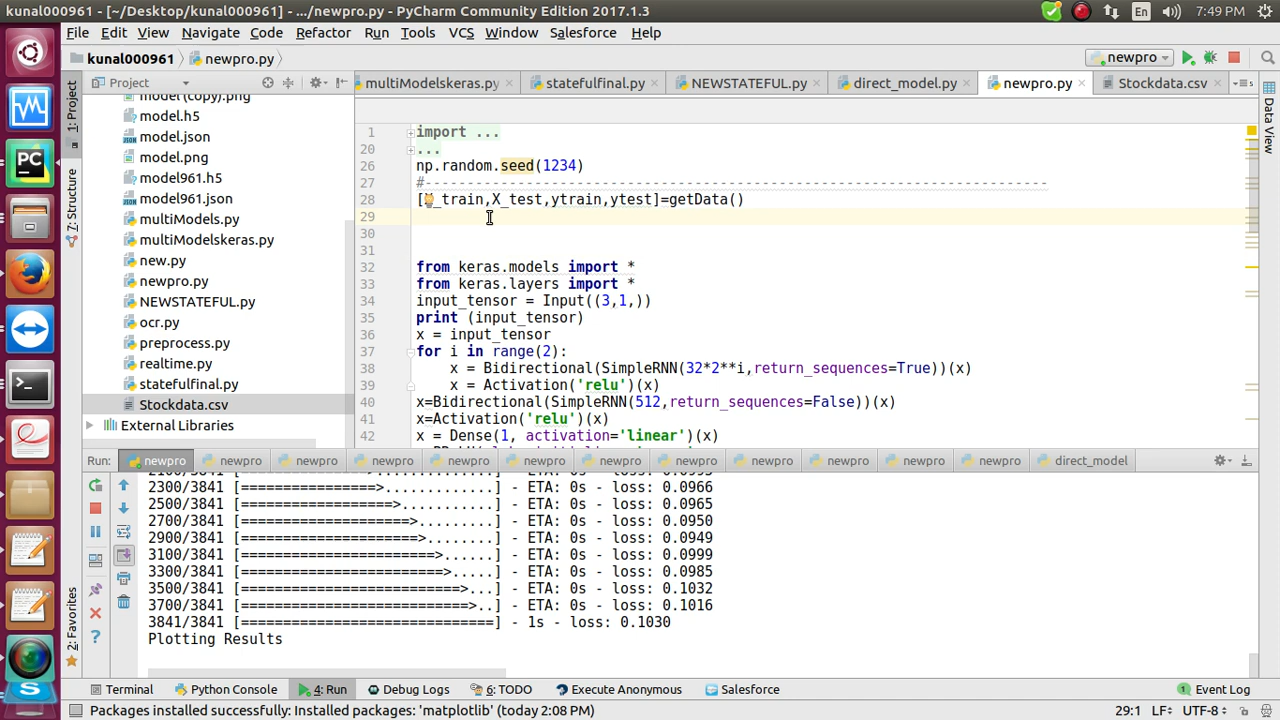 kunal000961 - [~/Desktop/kunal000961] - .../newpro.py - PyCharm Community Edition 2017.1.3
En 7:49 PM
File Edit View Navigate Code Refactor Run Tools VCS Window Salesforce Help
kunal000961 newpro.py newpro
Project
multiModelskeras.py statefulfinal.py NEWSTATEFUL.py direct_model.py newpro.py Stockdata.csv
1: Project
7: Structure
2: Favorites
Data View
model (copy).png
model.h5
model.json
model.png
model961.h5
model961.json
multiModels.py
multiModelskeras.py
new.py
newpro.py
NEWSTATEFUL.py
ocr.py
preprocess.py
realtime.py
statefulfinal.py
Stockdata.csv
External Libraries
1 import ...
20 ...
26 np.random.seed(1234)
27 #--------------------------------------------------------------------------
28 [_train,X_test,ytrain,ytest]=getData()
29
30
31
32 from keras.models import *
33 from keras.layers import *
34 input_tensor = Input((3,1,))
35 print (input_tensor)
36 x = input_tensor
37 for i in range(2):
38 x = Bidirectional(SimpleRNN(32*2**i,return_sequences=True))(x)
39 x = Activation('relu')(x)
40 x=Bidirectional(SimpleRNN(512,return_sequences=False))(x)
41 x=Activation('relu')(x)
42 x = Dense(1, activation='linear')(x)
Run: newpro newpro newpro newpro newpro newpro newpro newpro newpro newpro newpro newpro direct_model
2300/3841 [=================>............] - ETA: 0s - loss: 0.0966
2500/3841 [==================>...........] - ETA: 0s - loss: 0.0965
2700/3841 [====================>.........] - ETA: 0s - loss: 0.0950
2900/3841 [=====================>........] - ETA: 0s - loss: 0.0949
3100/3841 [=======================>......] - ETA: 0s - loss: 0.0999
3300/3841 [========================>.....] - ETA: 0s - loss: 0.0985
3500/3841 [==========================>...] - ETA: 0s - loss: 0.1032
3700/3841 [===========================>..] - ETA: 0s - loss: 0.1016
3841/3841 [==============================] - 1s - loss: 0.1030
Plotting Results
Terminal Python Console 4: Run Debug Logs 6: TODO Execute Anonymous Salesforce 1 Event Log
Packages installed successfully: Installed packages: 'matplotlib' (today 2:08 PM) 29:1 LF÷ UTF-8÷